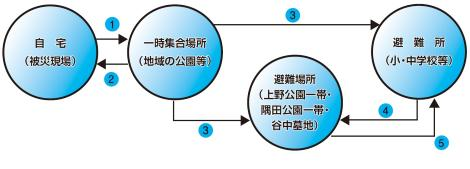 自宅
（被災現場）
①
②
一時集合場所
（地域の公園等）
③
避難所
（小・中学校等）
③
避難場所
（上野公園一帯・
隅田公園一帯・
谷中墓地）
④
⑤